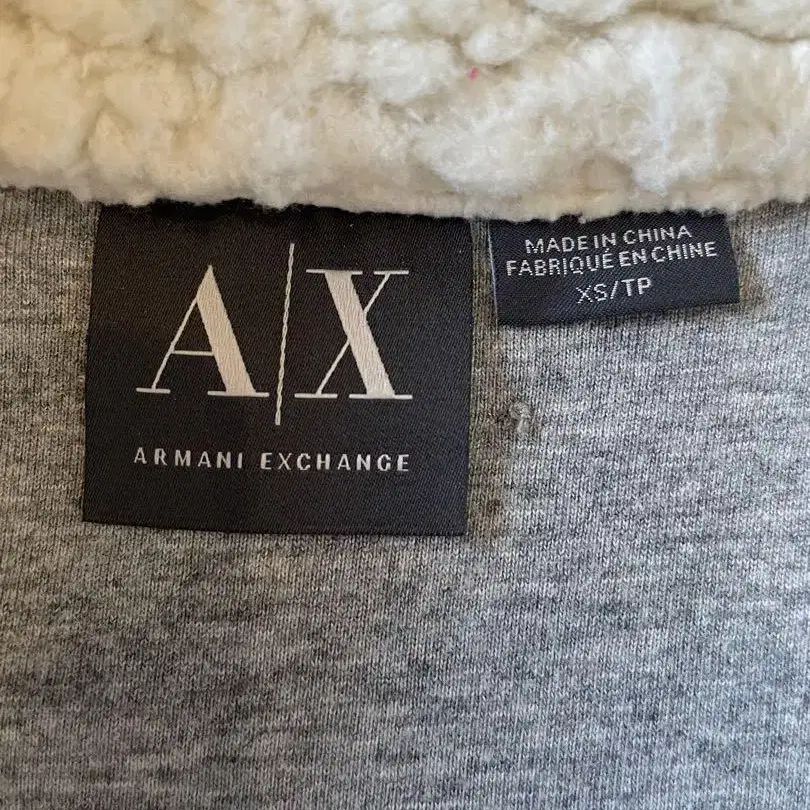 A|X
ARMANI EXCHANGE
MADE IN CHINA
FABRIQUÉ EN CHINE
XS/TP